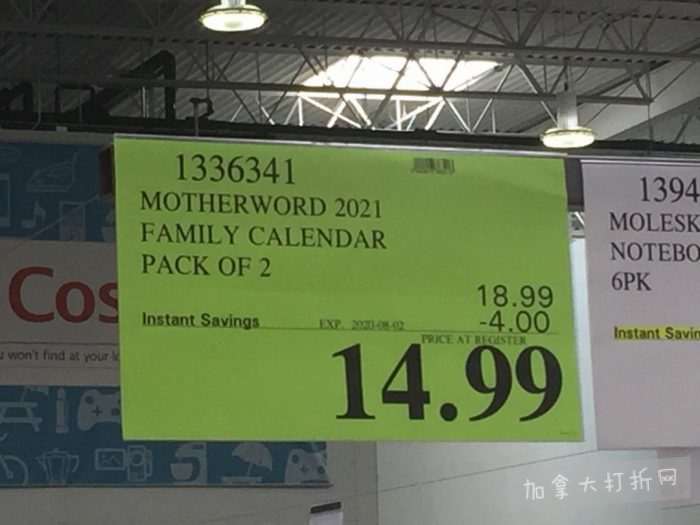 1336341
MOTHERWORD 2021
FAMILY CALENDAR
PACK OF 2
18.99
Instant Savings EXP. 2020-08-02 -4.00
PRICE AT REGISTER
14.99
1394
MOLESK
NOTEBO
6PK
Instant Savin
Cos
u won't find at your lo
加拿大打折网